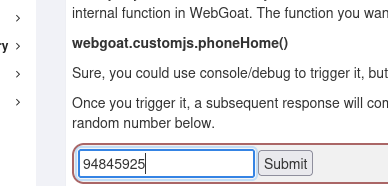 internal function in WebGoat. The function you wan
ry
webgoat.customjs.phoneHome()
Sure, you could use console/debug to trigger it, but
Once you trigger it, a subsequent response will com
random number below.
94845925
Submit